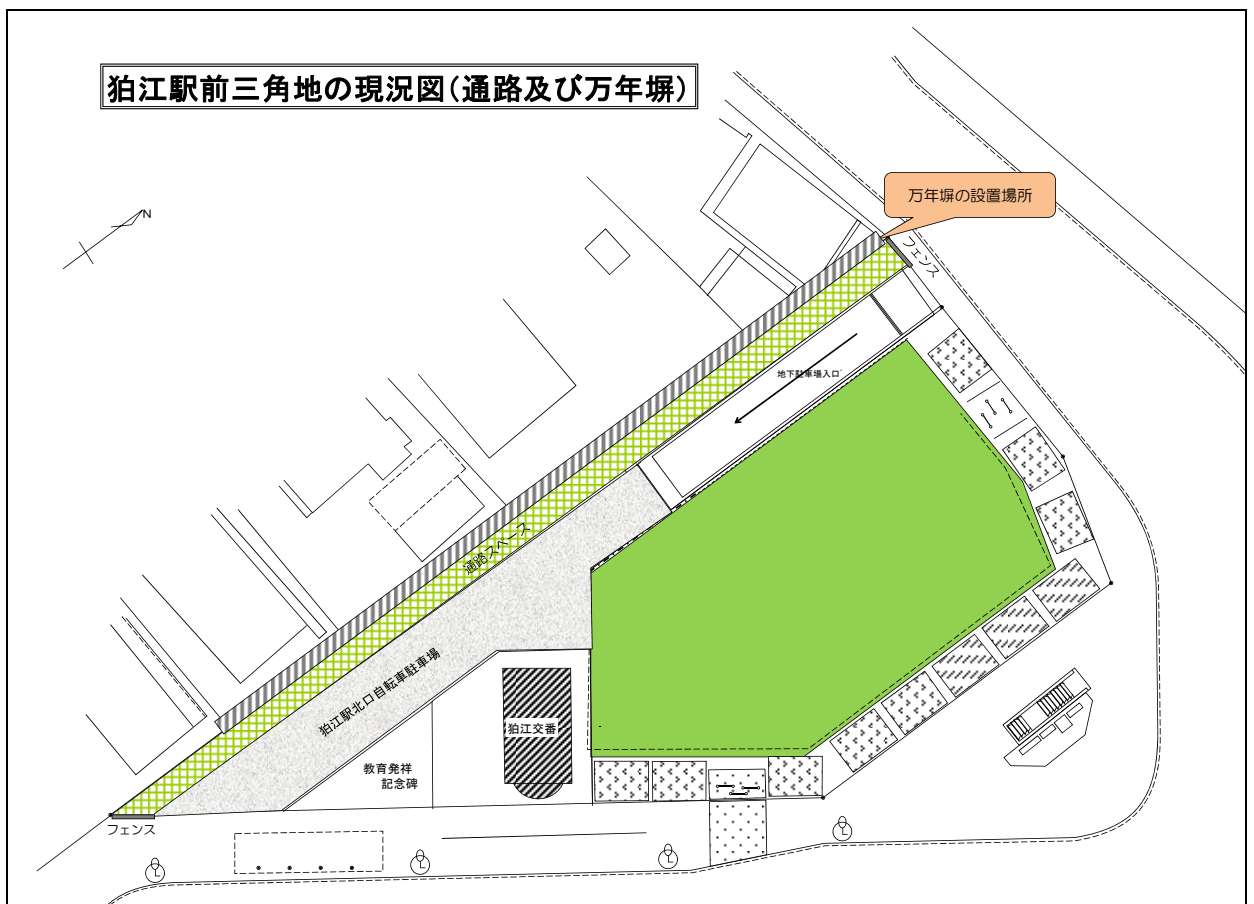 狛江駅前三角地の現況図（通路及び万年塀）
N
万年塀の設置場所
フェンス
地下駐車場入口
通路スペース
狛江駅北口自転車駐車場
狛江交番
教育発祥
記念碑
フェンス